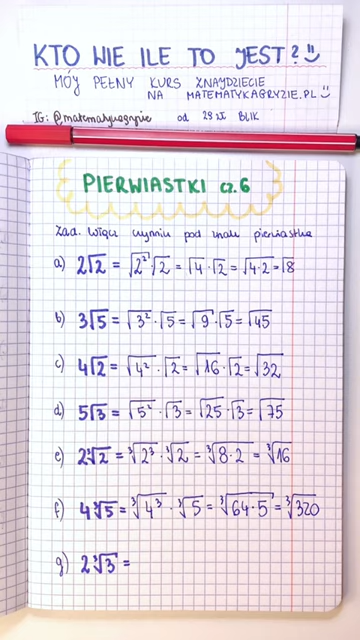 KTO WIE ILE TO JEST?
MÓJ PEŁNY KURS ZNAJDZIECIE
NA MATEMATYKAGRYZIE.PL
IG: @matematykagryzie od 28 zł BLIK
PIERWIASTKI cz.6
Zad. Włącz czynnik pod znak pierwiastka
a) 2√2 = √2² · √2 = √4 · √2 = √4·2 = √8
b) 3√5 = √3² · √5 = √9 · √5 = √45
c) 4√2 = √4² · √2 = √16 · √2 = √32
d) 5√3 = √5² · √3 = √25 · √3 = √75
e) 2∛2 = ∛2³ · ∛2 = ∛8·2 = ∛16
f) 4∛5 = ∛4³ · ∛5 = ∛64·5 = ∛320
g) 2∛3 =